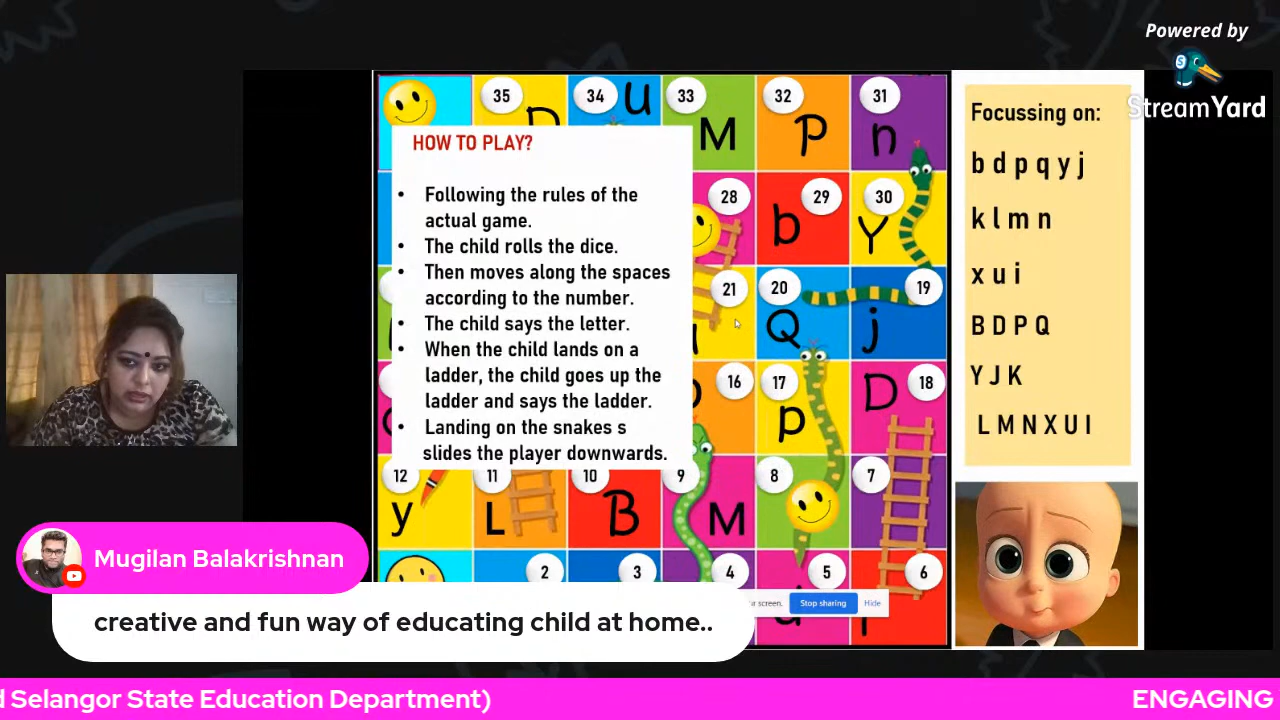 Powered by
StreamYard
35
34
33
32
31
u
M
P
n
HOW TO PLAY?
• Following the rules of the
actual game.
• The child rolls the dice.
• Then moves along the spaces
according to the number.
• The child says the letter.
• When the child lands on a
ladder, the child goes up the
ladder and says the ladder.
• Landing on the snakes s
slides the player downwards.
28
29
30
b
Y
21
20
19
Q
j
16
17
18
p
D
12
11
10
9
8
7
y
L
B
M
2
3
4
5
6
Focussing on:
b d p q y j
k l m n
x u i
B D P Q
Y J K
L M N X U I
ur screen.
Stop sharing
Hide
Mugilan Balakrishnan
creative and fun way of educating child at home..
d Selangor State Education Department)
ENGAGING